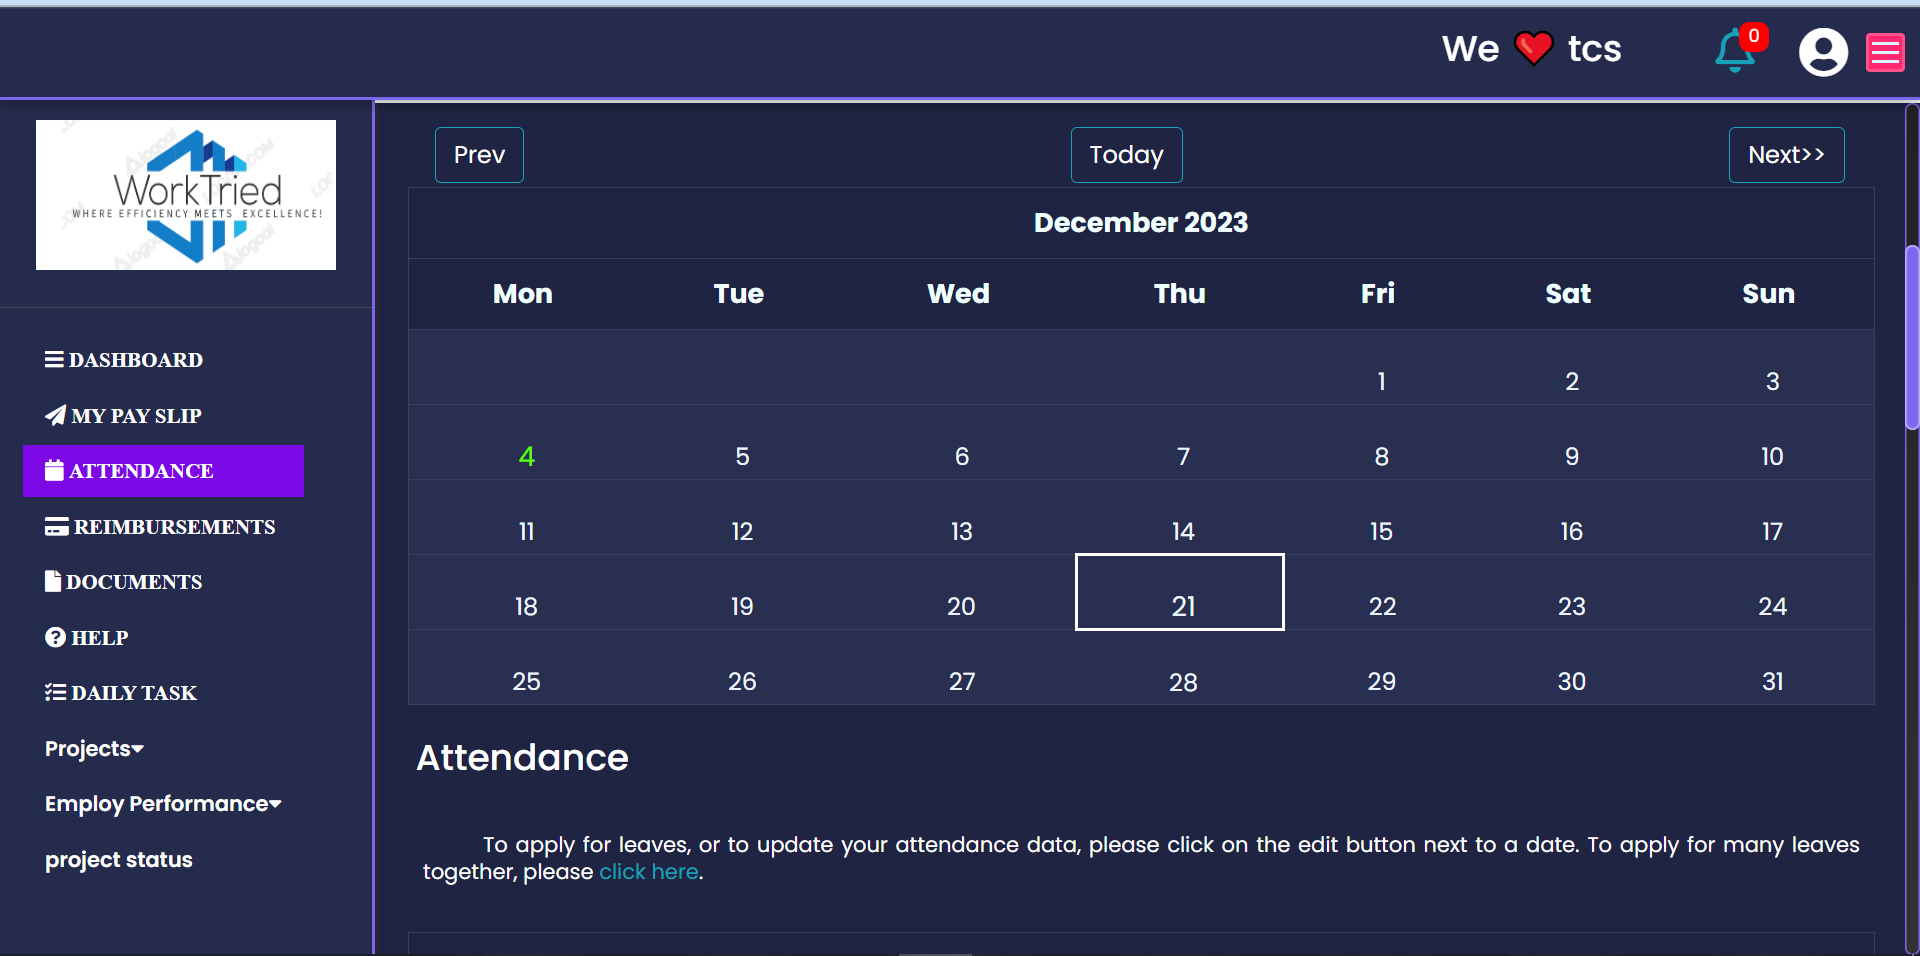 We ❤ tcs
0
WorkTried
WHERE EFFICIENCY MEETS EXCELLENCE!
DASHBOARD
MY PAY SLIP
ATTENDANCE
REIMBURSEMENTS
DOCUMENTS
HELP
DAILY TASK
Projects
Employ Performance
project status
Prev Today Next>>
December 2023
Mon Tue Wed Thu Fri Sat Sun
1 2 3
4 5 6 7 8 9 10
11 12 13 14 15 16 17
18 19 20 21 22 23 24
25 26 27 28 29 30 31
Attendance
To apply for leaves, or to update your attendance data, please click on the edit button next to a date. To apply for many leaves
together, please click here.